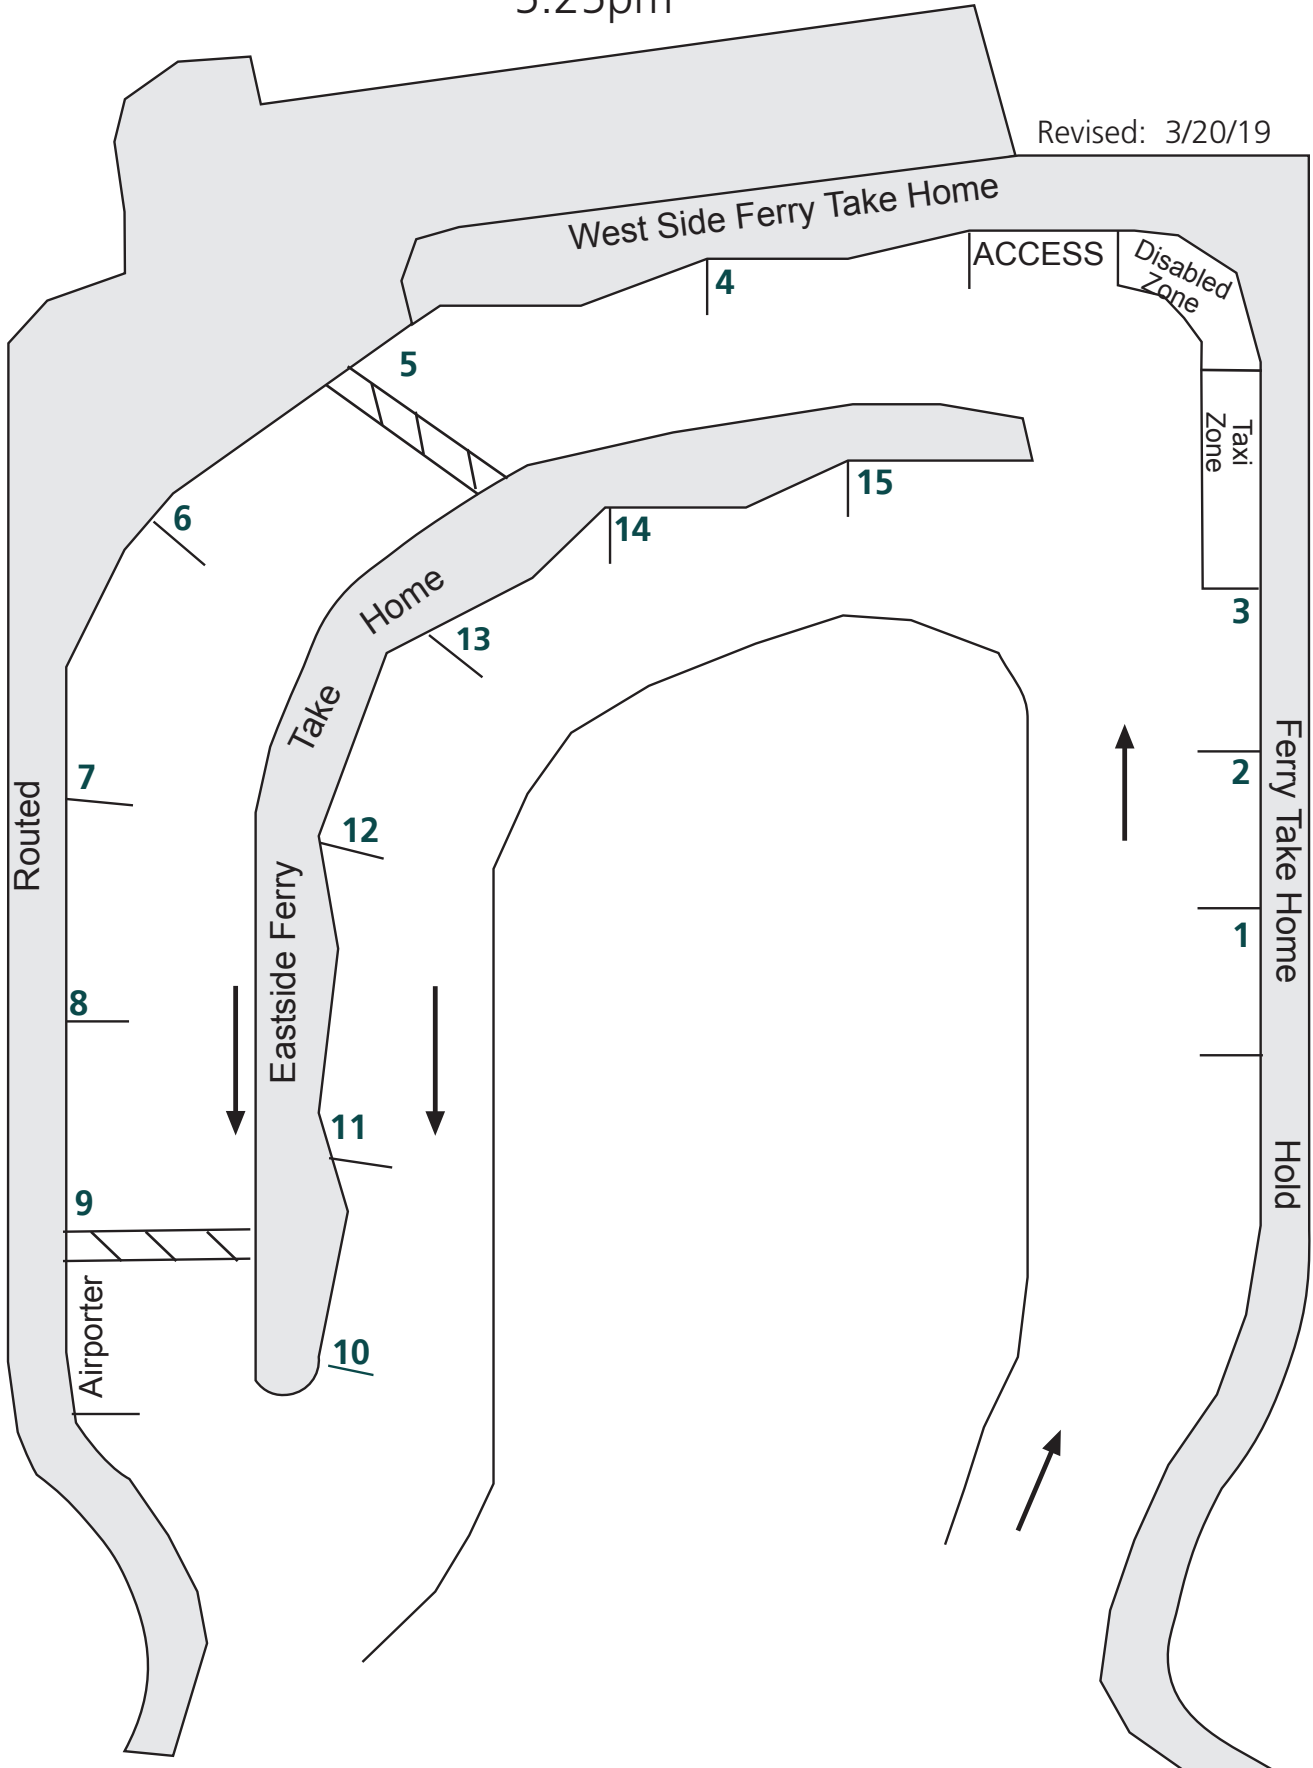 Revised: 3/20/19
West Side Ferry Take Home
ACCESS
Disabled
Zone
4
5
Taxi
Zone
15
6
14
3
Home
13
Take
7
2
Ferry Take Home
Routed
12
1
Eastside Ferry
8
11
Hold
9
Airporter
10